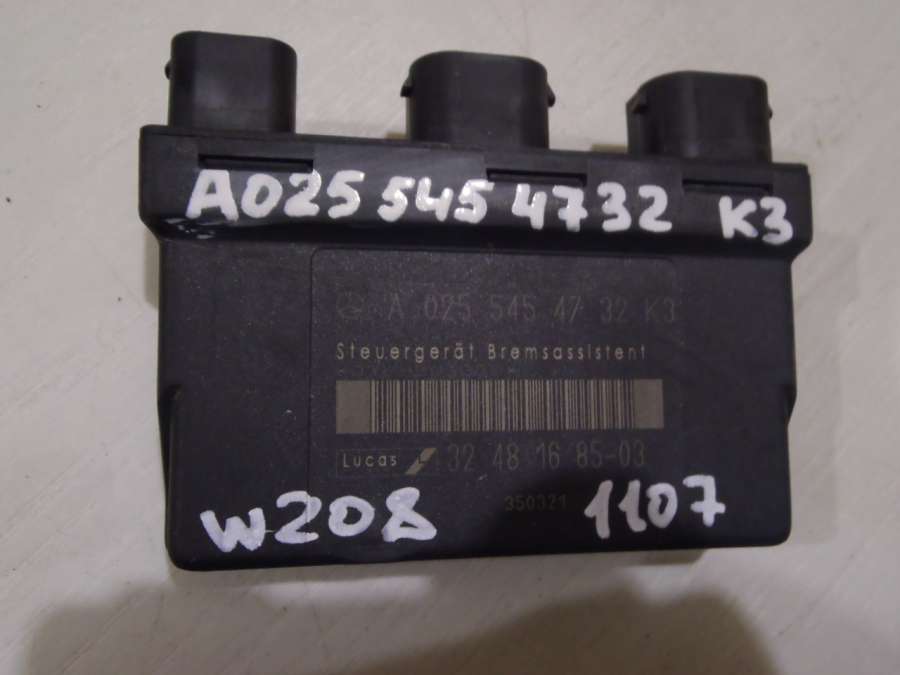 A025 545 4732 K3
A 025 545 47 32 K3
Steuergerät Bremsassistent
Lucas 32 48 16 85-03
350321
W208 1107